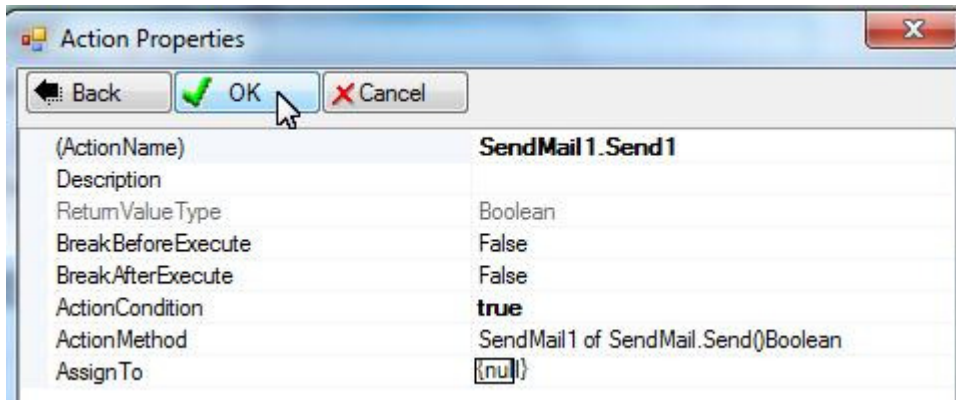 Action Properties
Back OK Cancel
(ActionName) SendMail1.Send1
Description
ReturnValueType Boolean
BreakBeforeExecute False
BreakAfterExecute False
ActionCondition true
ActionMethod SendMail1 of SendMail.Send()Boolean
AssignTo {null}